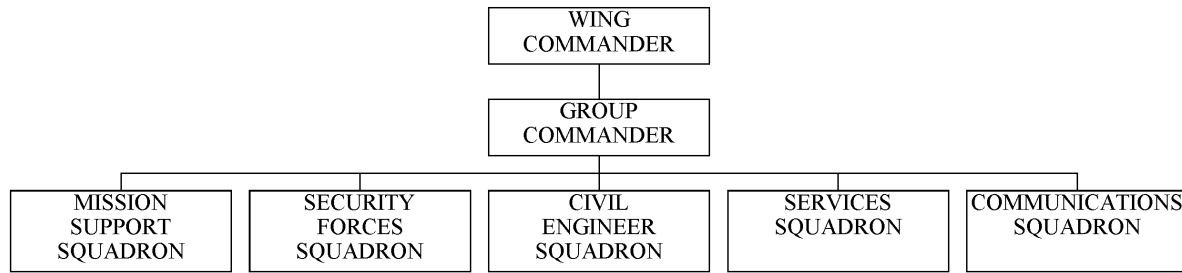 WING
COMMANDER
GROUP
COMMANDER
MISSION
SUPPORT
SQUADRON
SECURITY
FORCES
SQUADRON
CIVIL
ENGINEER
SQUADRON
SERVICES
SQUADRON
COMMUNICATIONS
SQUADRON